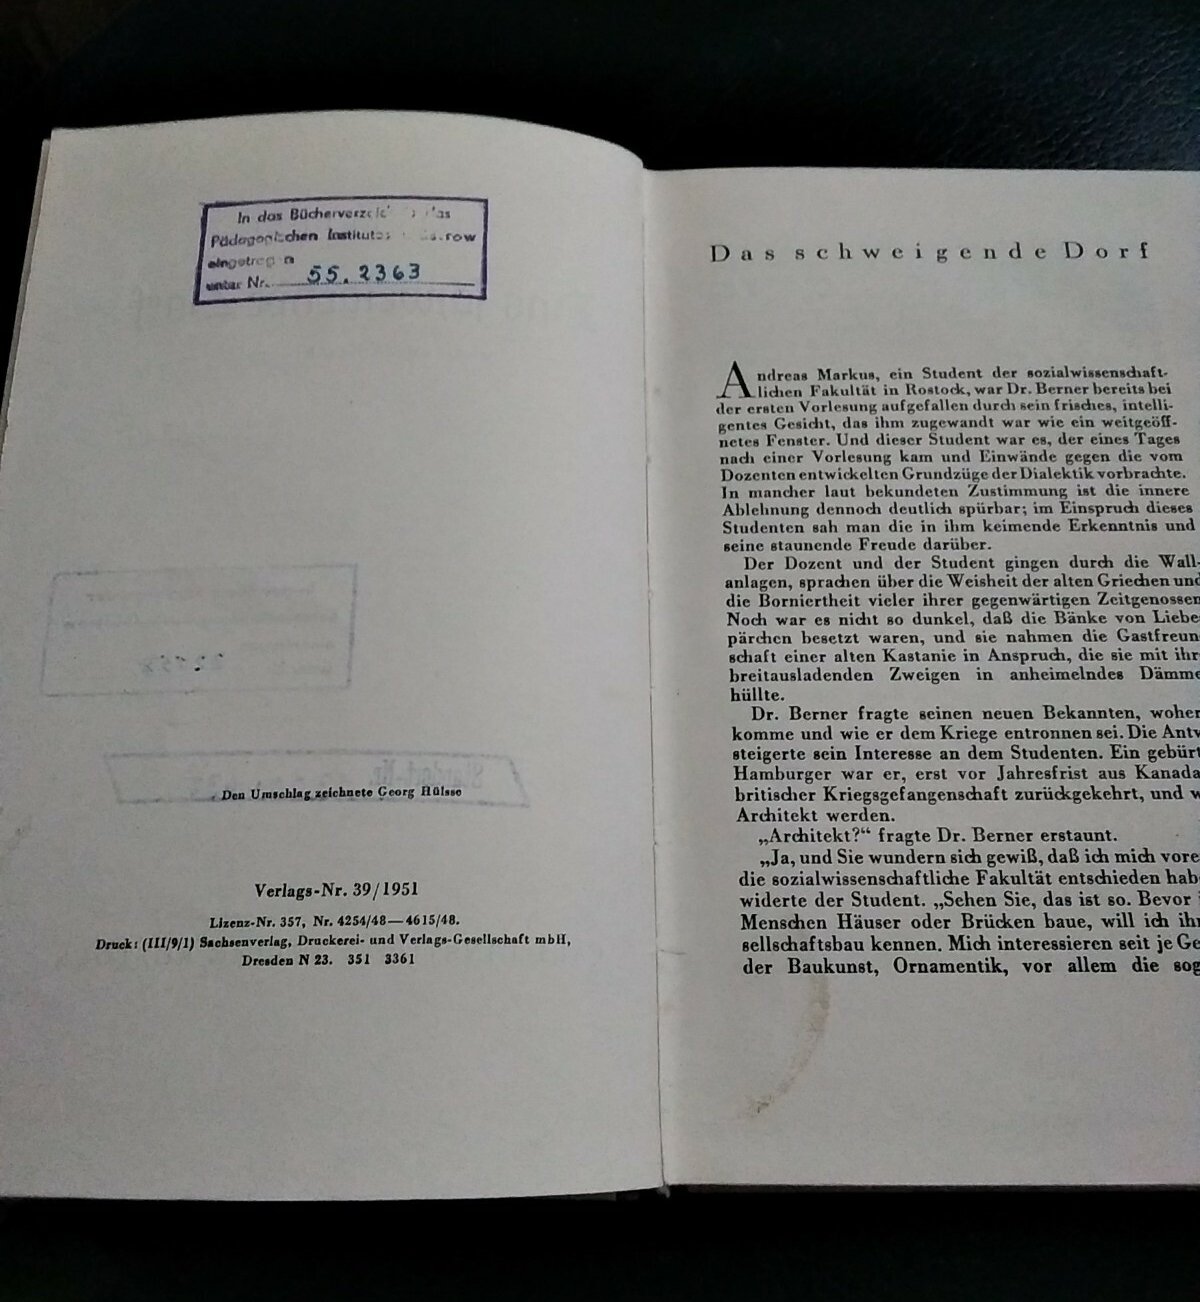 In das
Pädagogischen Instituts
eingetragen
unter Nr. 55.2363
Den Umschlag zeichnete Georg Hülsse
Verlags-Nr. 39/1951
Lizenz-Nr. 357, Nr. 4254/48—4615/48.
Druck: (III/9/1) Sachsenverlag, Druckerei- und Verlags-Gesellschaft mbH,
Dresden N 23. 351 3361
Das schweigende Dorf
Andreas Markus, ein Student der sozialwissenschaft-
lichen Fakultät in Rostock, war Dr. Berner bereits bei
der ersten Vorlesung aufgefallen durch sein frisches, intelli-
gentes Gesicht, das ihm zugewandt war wie ein weitgeöff-
netes Fenster. Und dieser Student war es, der eines Tages
nach einer Vorlesung kam und Einwände gegen die vom
Dozenten entwickelten Grundzüge der Dialektik vorbrachte.
In mancher laut bekundeten Zustimmung ist die innere
Ablehnung dennoch deutlich spürbar; im Einspruch dieses
Studenten sah man die in ihm keimende Erkenntnis und
seine staunende Freude darüber.
Der Dozent und der Student gingen durch die Wall-
anlagen, sprachen über die Weisheit der alten Griechen und
die Borniertheit vieler ihrer gegenwärtigen Zeitgenossen
Noch war es nicht so dunkel, daß die Bänke von Liebe
pärchen besetzt waren, und sie nahmen die Gastfreun
schaft einer alten Kastanie in Anspruch, die sie mit ihr
breitausladenden Zweigen in anheimelndes Dämme
hüllte.
Dr. Berner fragte seinen neuen Bekannten, woher
komme und wie er dem Kriege entronnen sei. Die Antw
steigerte sein Interesse an dem Studenten. Ein gebürt
Hamburger war er, erst vor Jahresfrist aus Kanada
britischer Kriegsgefangenschaft zurückgekehrt, und w
Architekt werden.
„Architekt?“ fragte Dr. Berner erstaunt.
„Ja, und Sie wundern sich gewiß, daß ich mich vore
die sozialwissenschaftliche Fakultät entschieden hab
widerte der Student. „Sehen Sie, das ist so. Bevor
Menschen Häuser oder Brücken baue, will ich ihr
sellschaftsbau kennen. Mich interessieren seit je Ge
der Baukunst, Ornamentik, vor allem die sog